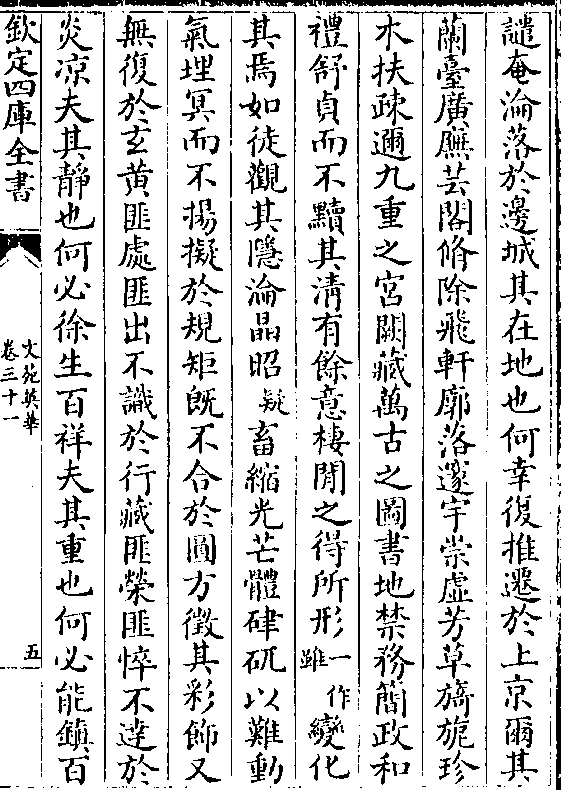 譴奄淪落於邊城其在地也何幸復推遷於上京爾其
蘭臺廣廡芸閣脩除飛軒廓落邃宇崇虚芳草旖旎珍
木扶疎邇九重之宫闕藏萬古之圖書地禁務簡政和
禮舒貞而不黷其清有餘意棲閒之得所形一作雖變化
其焉如徒觀其隱淪晶昭疑畜縮光芒體硉矹以難動
氣埋冥而不揚擬於規矩旣不合於圓方徵其彩飾又
無復於玄黄匪處匪出不識於行藏匪榮匪悴不逹於
炎凉夫其靜也何必徐生百祥夫其重也何必能鎮百
欽定四庫全書
文苑英華
卷三十一
五